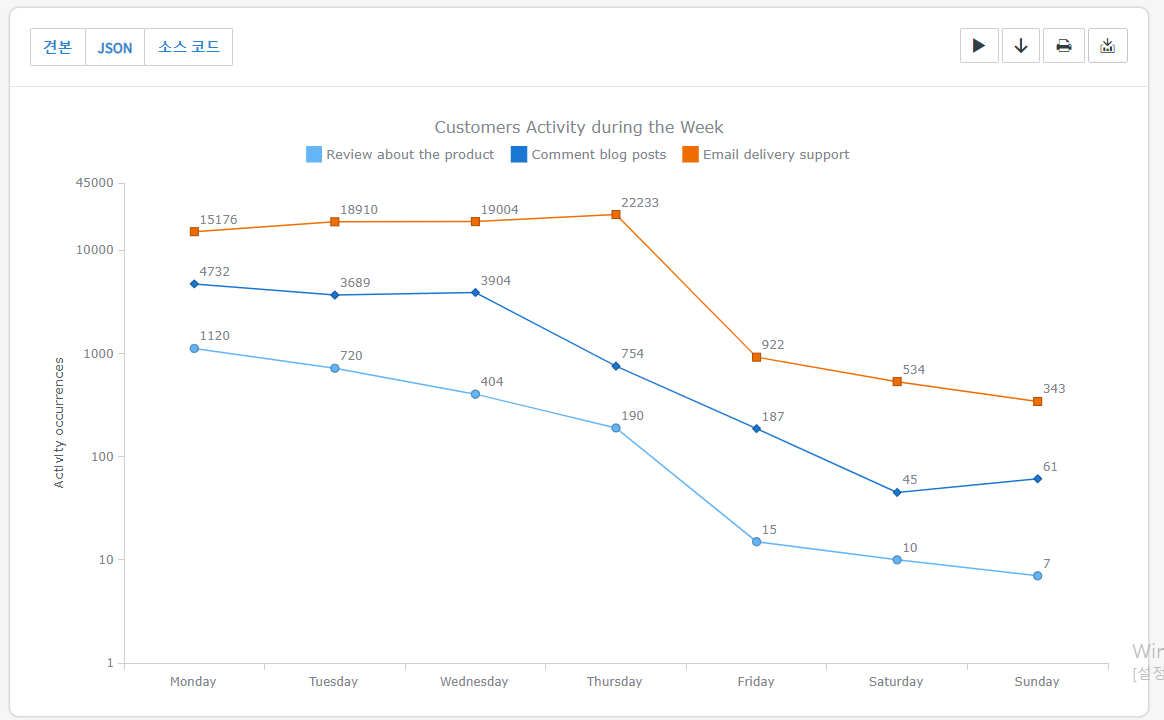 견본 JSON 소스 코드
Customers Activity during the Week
Review about the product Comment blog posts Email delivery support
Activity occurrences
45000
10000
1000
100
10
1
15176 18910 19004 22233 922 534 343
4732 3689 3904 754 187 45 61
1120 720 404 190 15 10 7
Monday Tuesday Wednesday Thursday Friday Saturday Sunday